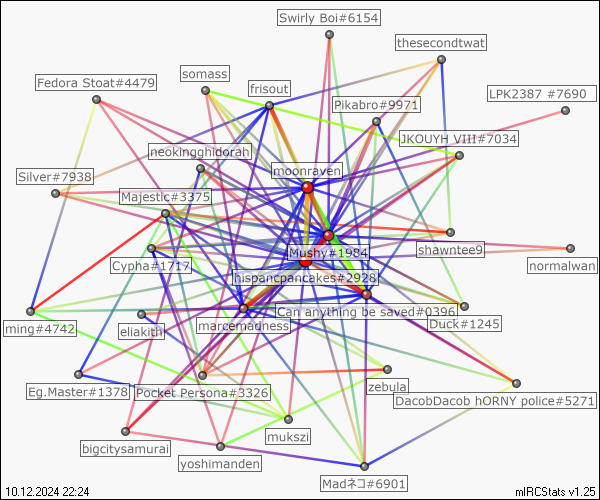 Swirly Boi#6154
thesecondtwat
somass
Fedora Stoat#4479
frisout
LPK2387 #7690
Pikabro#9971
JKOUYH VIII#7034
neokingghidorah
moonraven
Silver#7938
Majestic#3375
Mushy#1984
shawntee9
Cypha#1717
normalwan
hispancpancakes#2928
Can anything be saved#0396
ming#4742
eliakith
marcemadness
Duck#1245
Eg.Master#1378
Pocket Persona#3326
zebula
DacobDacob hORNY police#5271
mukszi
bigcitysamurai
yoshimanden
Madネコ#6901
10.12.2024 22:24
mIRCStats v1.25